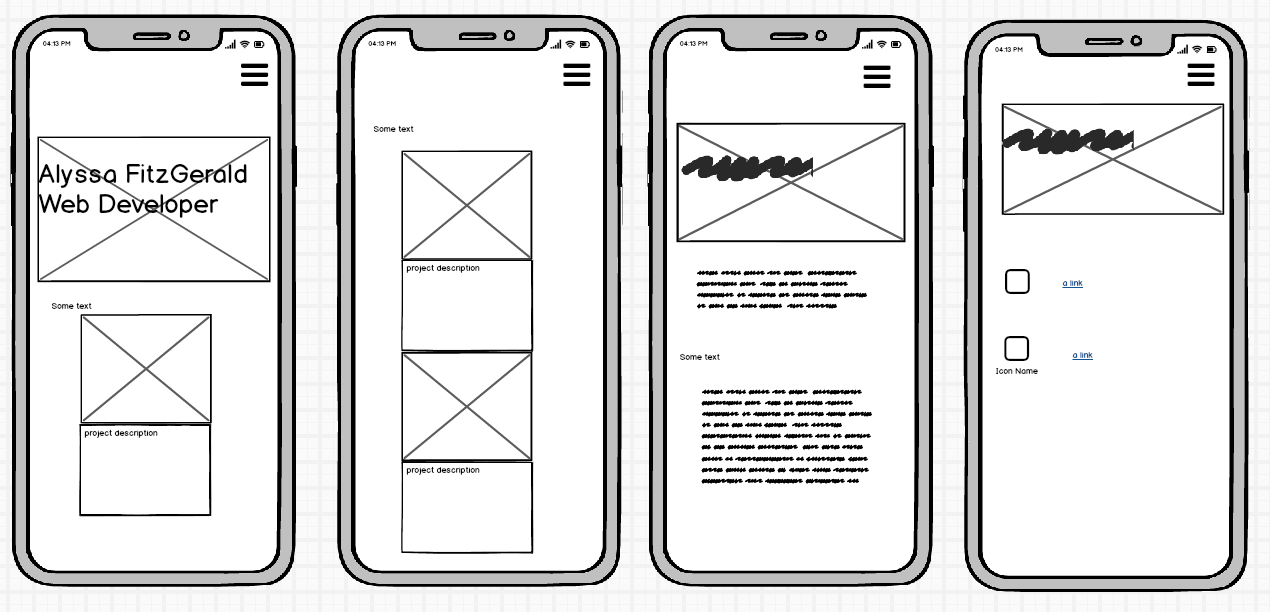 04:13 PM
Alyssa FitzGerald
Web Developer
Some text
project description
04:13 PM
Some text
project description
project description
04:13 PM
Some text
04:13 PM
a link
a link
Icon Name